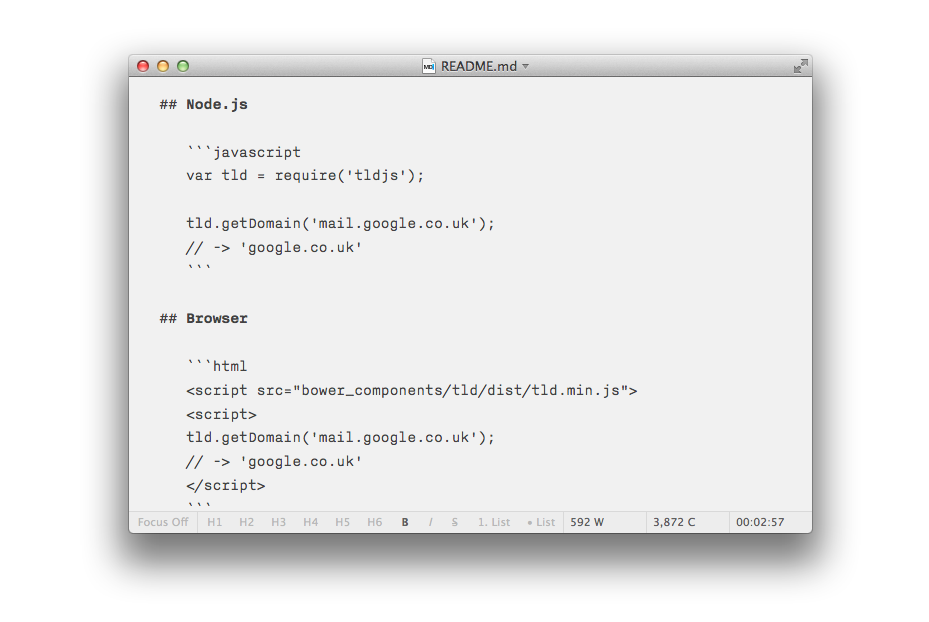 README.md
## Node.js
```javascript
var tld = require('tldjs');
tld.getDomain('mail.google.co.uk');
// -> 'google.co.uk'
```
## Browser
```html
<script src="bower_components/tld/dist/tld.min.js">
<script>
tld.getDomain('mail.google.co.uk');
// -> 'google.co.uk'
</script>
```
Focus Off H1 H2 H3 H4 H5 H6 B I S 1. List • List 592 W 3,872 C 00:02:57